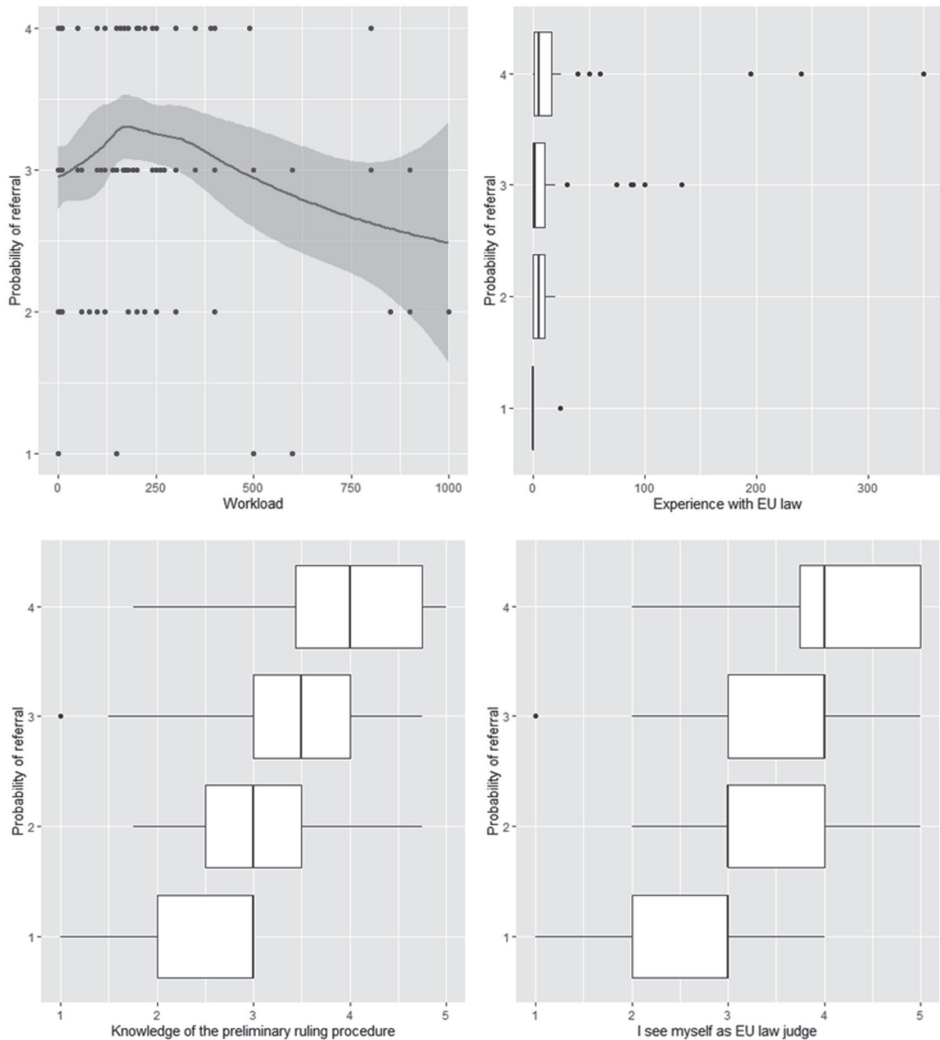 Probability of referral
4
3
2
1
0 250 500 750 1000
Workload
Probability of referral
4
3
2
1
0 100 200 300
Experience with EU law
Probability of referral
4
3
2
1
1 2 3 4 5
Knowledge of the preliminary ruling procedure
Probability of referral
4
3
2
1
1 2 3 4 5
I see myself as EU law judge